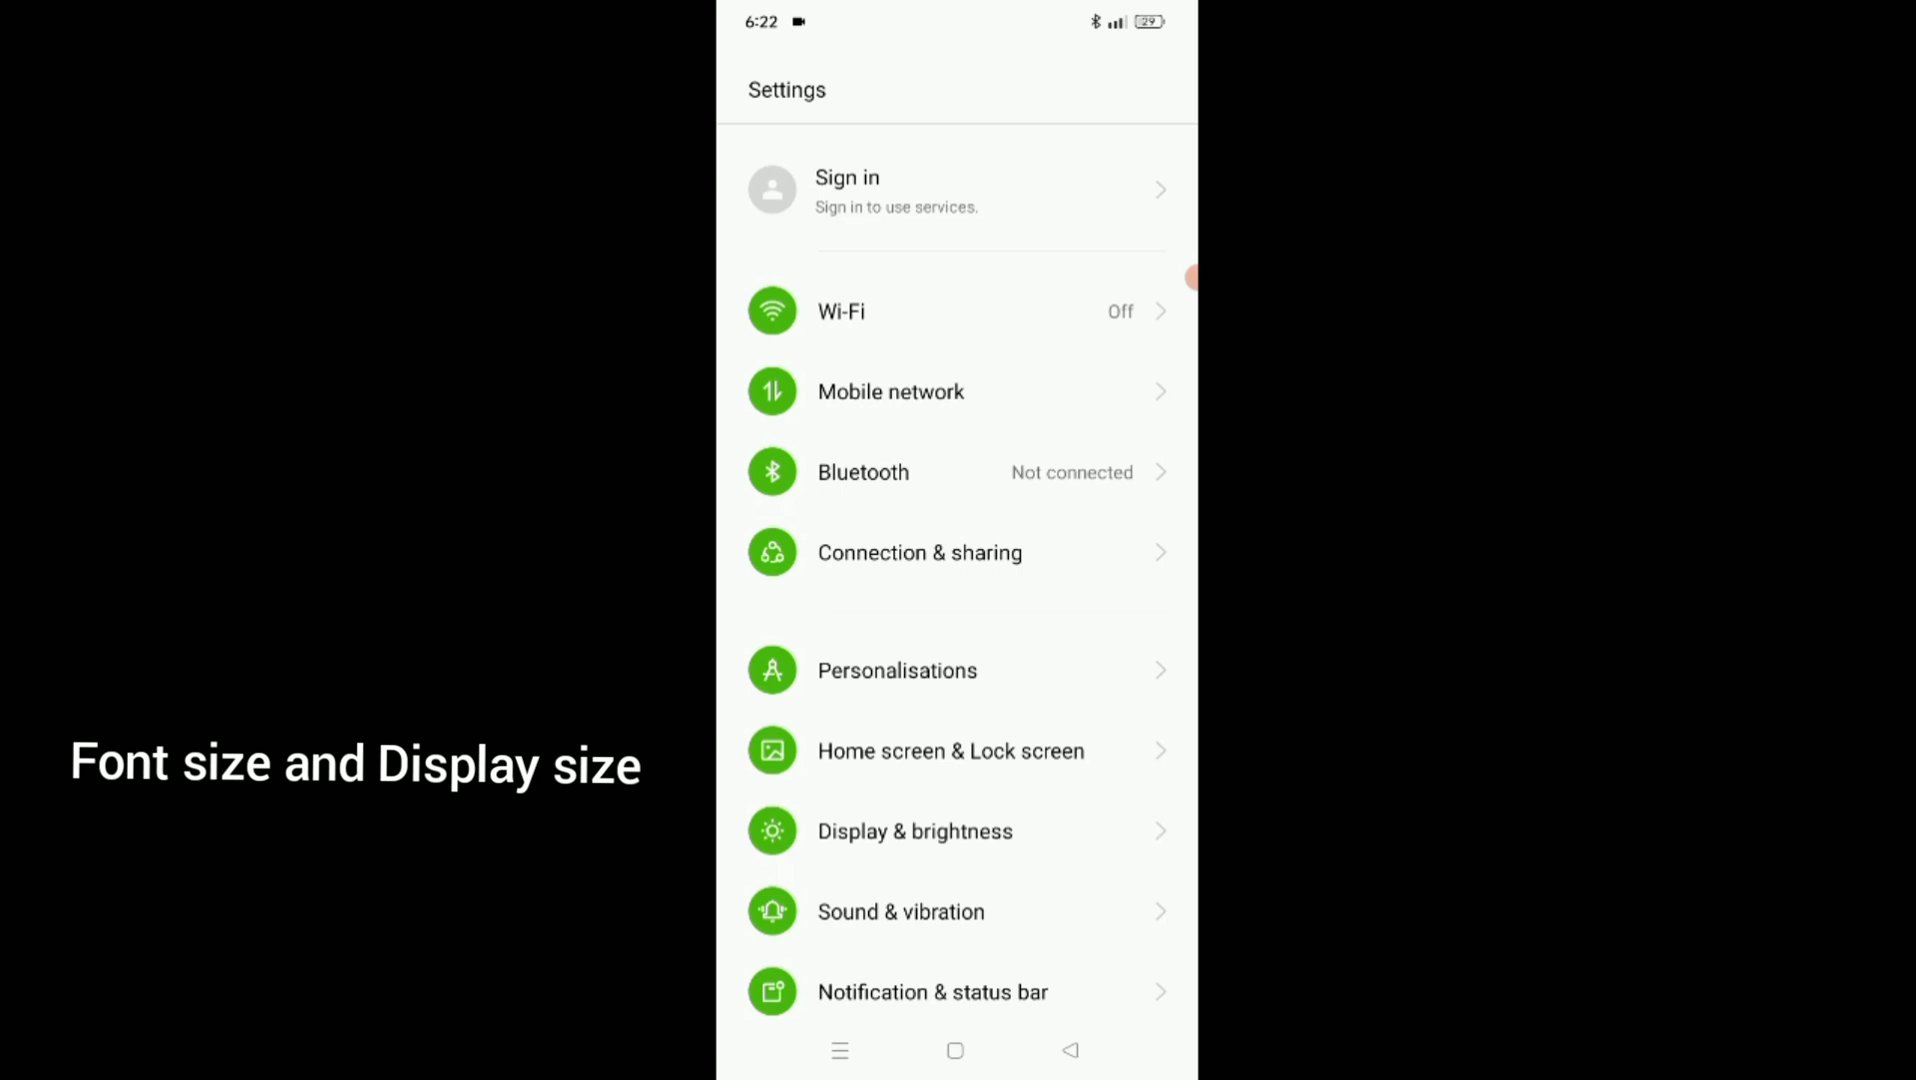 6:22
29
Settings
Sign in
Sign in to use services.
Wi-Fi
Off
Mobile network
Bluetooth
Not connected
Connection & sharing
Personalisations
Home screen & Lock screen
Font size and Display size
Display & brightness
Sound & vibration
Notification & status bar